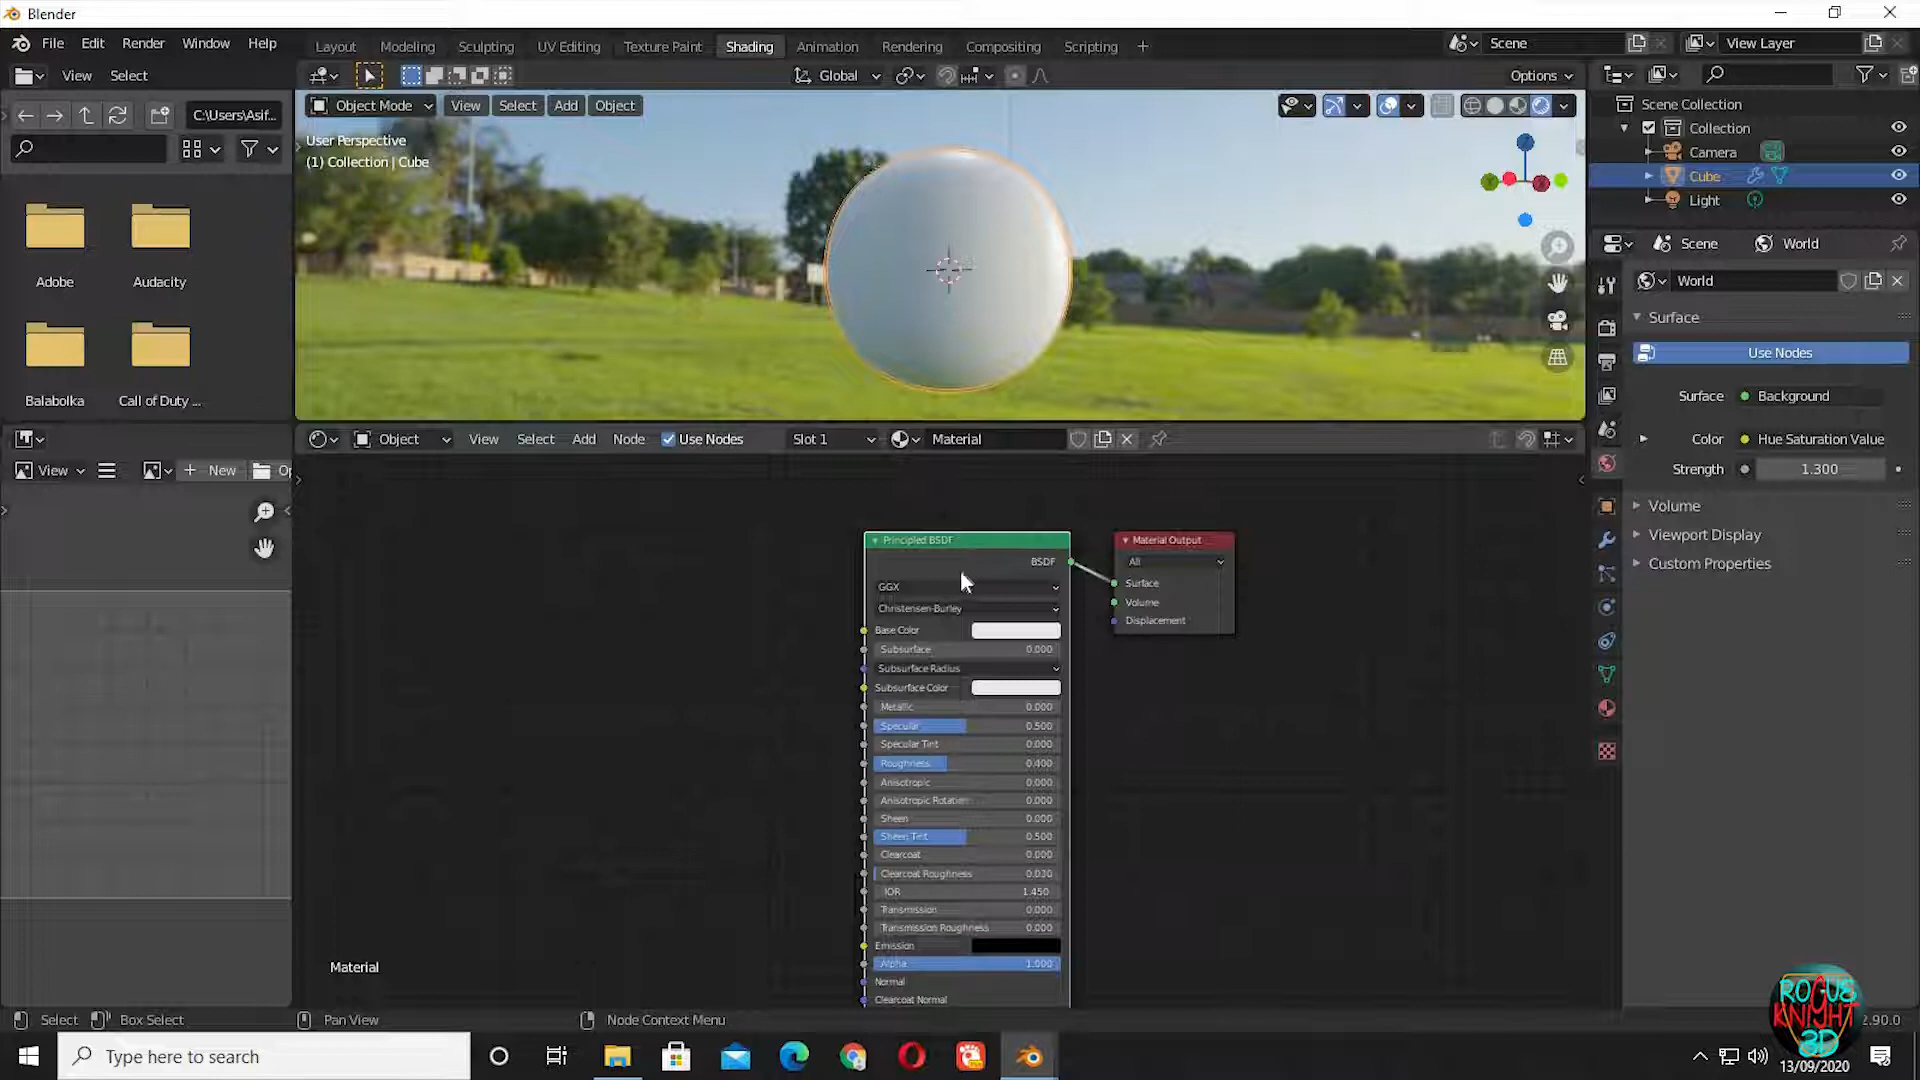 Blender
File Edit Render Window Help
Layout Modeling Sculpting UV Editing Texture Paint Shading Animation Rendering Compositing Scripting +
Scene
View Layer
View Select
Global
Options
C:\Users\Asif...
Object Mode View Select Add Object
User Perspective
(1) Collection | Cube
Scene Collection
Collection
Camera
Cube
Light
Adobe
Audacity
Balabolka
Call of Duty ...
Scene World
World
Surface
Use Nodes
Surface Background
Color Hue Saturation Value
Strength 1.300
Volume
Viewport Display
Custom Properties
Object View Select Add Node Use Nodes Slot 1 Material
View + New Op
Principled BSDF
BSDF
GGX
Christensen-Burley
Base Color
Subsurface 0.000
Subsurface Radius
Subsurface Color
Metallic 0.000
Specular 0.500
Specular Tint 0.000
Roughness 0.400
Anisotropic 0.000
Anisotropic Rotation 0.000
Sheen 0.000
Sheen Tint 0.500
Clearcoat 0.000
Clearcoat Roughness 0.030
IOR 1.450
Transmission 0.000
Transmission Roughness 0.000
Emission
Alpha 1.000
Normal
Clearcoat Normal
Material Output
All
Surface
Volume
Displacement
Material
Select Box Select Pan View Node Context Menu
2.90.0
ROGUE
KNIGHT
3D
Type here to search
13/09/2020